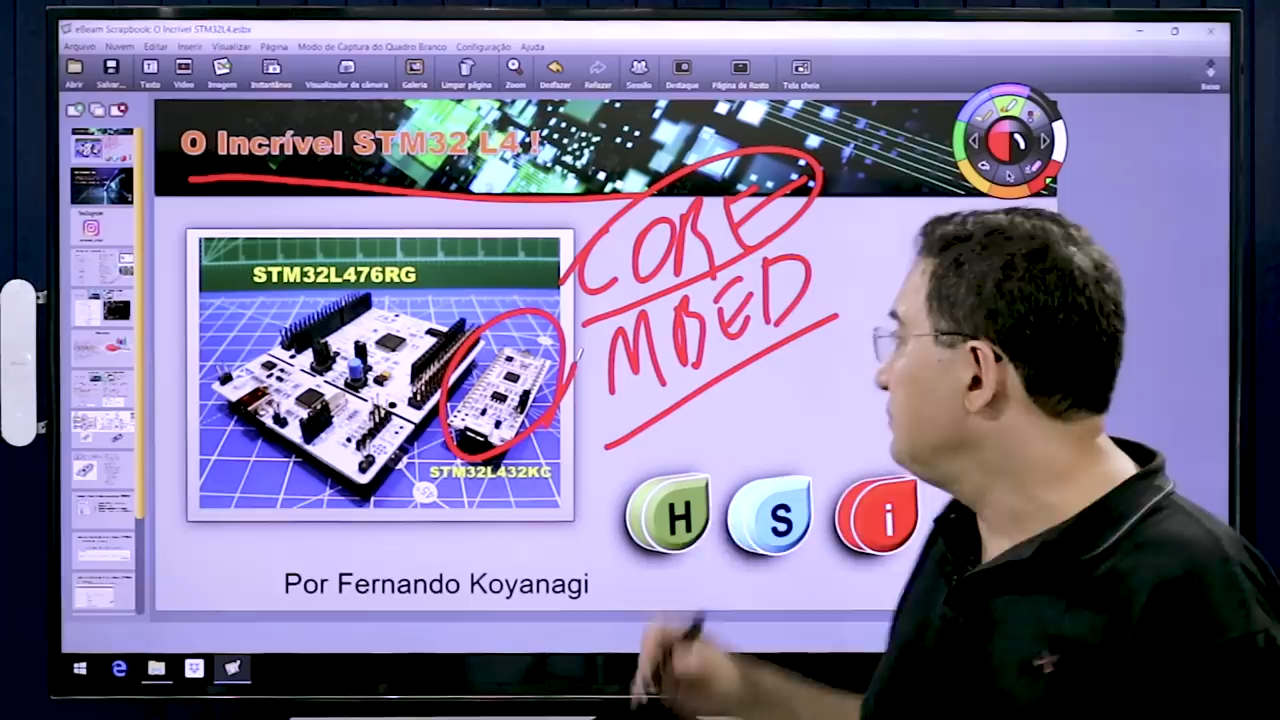 eBeam Scrapbook: O Incrível STM32L4.esbx
Arquivo Nuvem Editar Inserir Visualizar Página Modo de Captura do Quadro Branco Configuração Ajuda
Abrir Salvar... Texto Vídeo Imagem Instantâneo Visualizador da câmera Galeria Limpar página Zoom Desfazer Refazer Sessão Destaque Página de Rosto Tela cheia Baixo
O Incrível STM32 L4 !
CORE
MBED
STM32L476RG
STM32L432KC
H S i
Por Fernando Koyanagi
Instagram